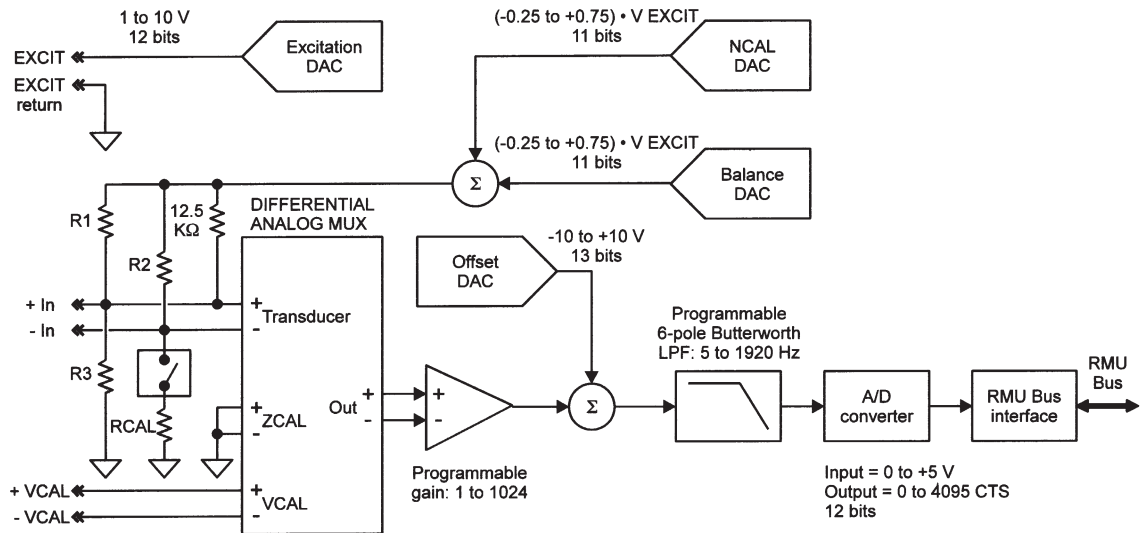 1 to 10 V
12 bits
EXCIT
EXCIT
return
Excitation
DAC
(-0.25 to +0.75) • V EXCIT
11 bits
NCAL
DAC
(-0.25 to +0.75) • V EXCIT
11 bits
Balance
DAC
Σ
R1
R2
12.5
KΩ
DIFFERENTIAL
ANALOG MUX
-10 to +10 V
13 bits
Offset
DAC
+ In
- In
+
Transducer
-
R3
RCAL
+
ZCAL
-
Out
+
-
+
-
Σ
Programmable
6-pole Butterworth
LPF: 5 to 1920 Hz
A/D
converter
RMU Bus
interface
RMU
Bus
+ VCAL
- VCAL
+
VCAL
-
Programmable
gain: 1 to 1024
Input = 0 to +5 V
Output = 0 to 4095 CTS
12 bits